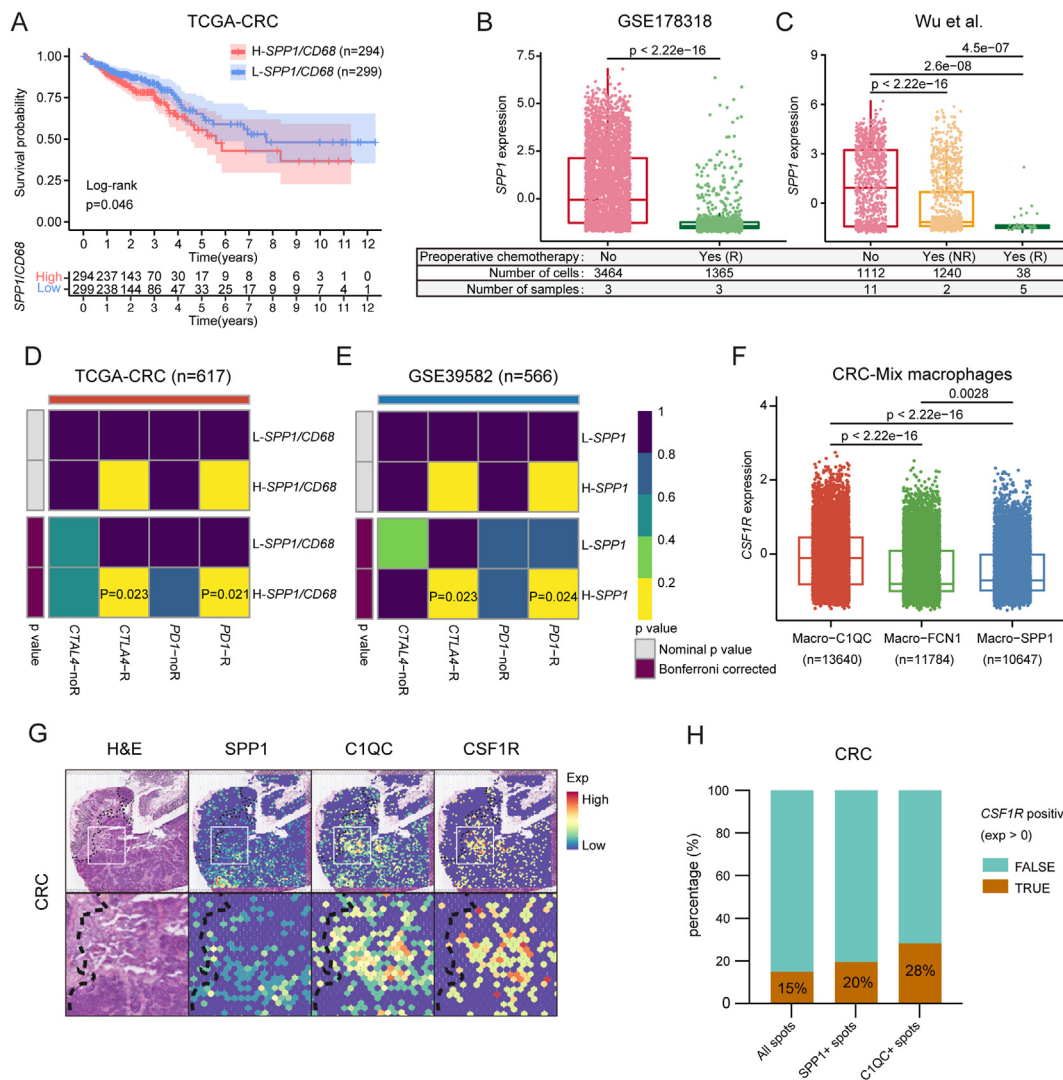 A
TCGA-CRC
H-SPP1/CD68 (n=294)
L-SPP1/CD68 (n=299)
Survival probability
1.00
0.75
0.50
0.25
0.00
Log-rank
p=0.046
0 1 2 3 4 5 6 7 8 9 10 11 12
Time(years)
SPP1/CD68
High 294 237 143 70 30 17 9 8 8 6 3 1 0
Low 299 238 144 86 47 33 25 17 9 9 7 4 1
0 1 2 3 4 5 6 7 8 9 10 11 12
Time(years)
B
GSE178318
p < 2.22e−16
SPP1 expression
7.5
5.0
2.5
0.0
C
Wu et al.
4.5e−07
2.6e−08
p < 2.22e−16
SPP1 expression
9
6
3
0
Preoperative chemotherapy: No Yes (R) No Yes (NR) Yes (R)
Number of cells: 3464 1365 1112 1240 38
Number of samples: 3 3 11 2 5
D
TCGA-CRC (n=617)
L-SPP1/CD68
H-SPP1/CD68
L-SPP1/CD68
P=0.023 P=0.021 H-SPP1/CD68
p value
CTAL4−noR
CTLA4−R
PD1−noR
PD1−R
E
GSE39582 (n=566)
L-SPP1
H-SPP1
L-SPP1
P=0.023 P=0.024 H-SPP1
p value
CTAL4−noR
CTLA4−R
PD1−noR
PD1−R
1
0.8
0.6
0.4
0.2
p value
Nominal p value
Bonferroni corrected
F
CRC-Mix macrophages
0.0028
p < 2.22e−16
p < 2.22e−16
CSF1R expression
4
2
0
Macro−C1QC Macro−FCN1 Macro−SPP1
(n=13640) (n=11784) (n=10647)
G
H&E SPP1 C1QC CSF1R
CRC
Exp
High
Low
H
CRC
percentage (%)
100
80
60
40
20
0
15% 20% 28%
All spots
SPP1+ spots
C1QC+ spots
CSF1R positive
(exp > 0)
FALSE
TRUE